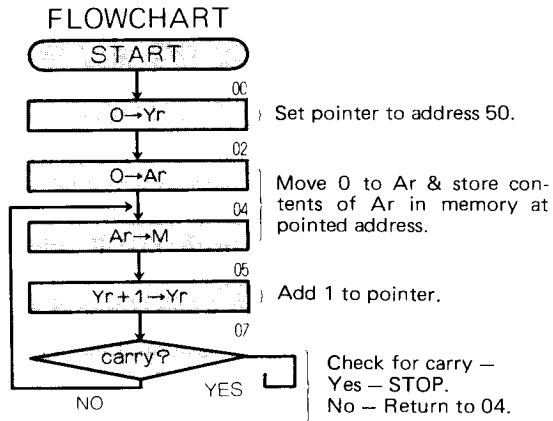 FLOWCHART
START
00
0→Yr
Set pointer to address 50.
02
0→Ar
Move 0 to Ar & store con-
tents of Ar in memory at
pointed address.
04
Ar→M
05
Yr + 1→Yr
Add 1 to pointer.
07
carry?
Check for carry –
Yes – STOP.
No – Return to 04.
NO
YES